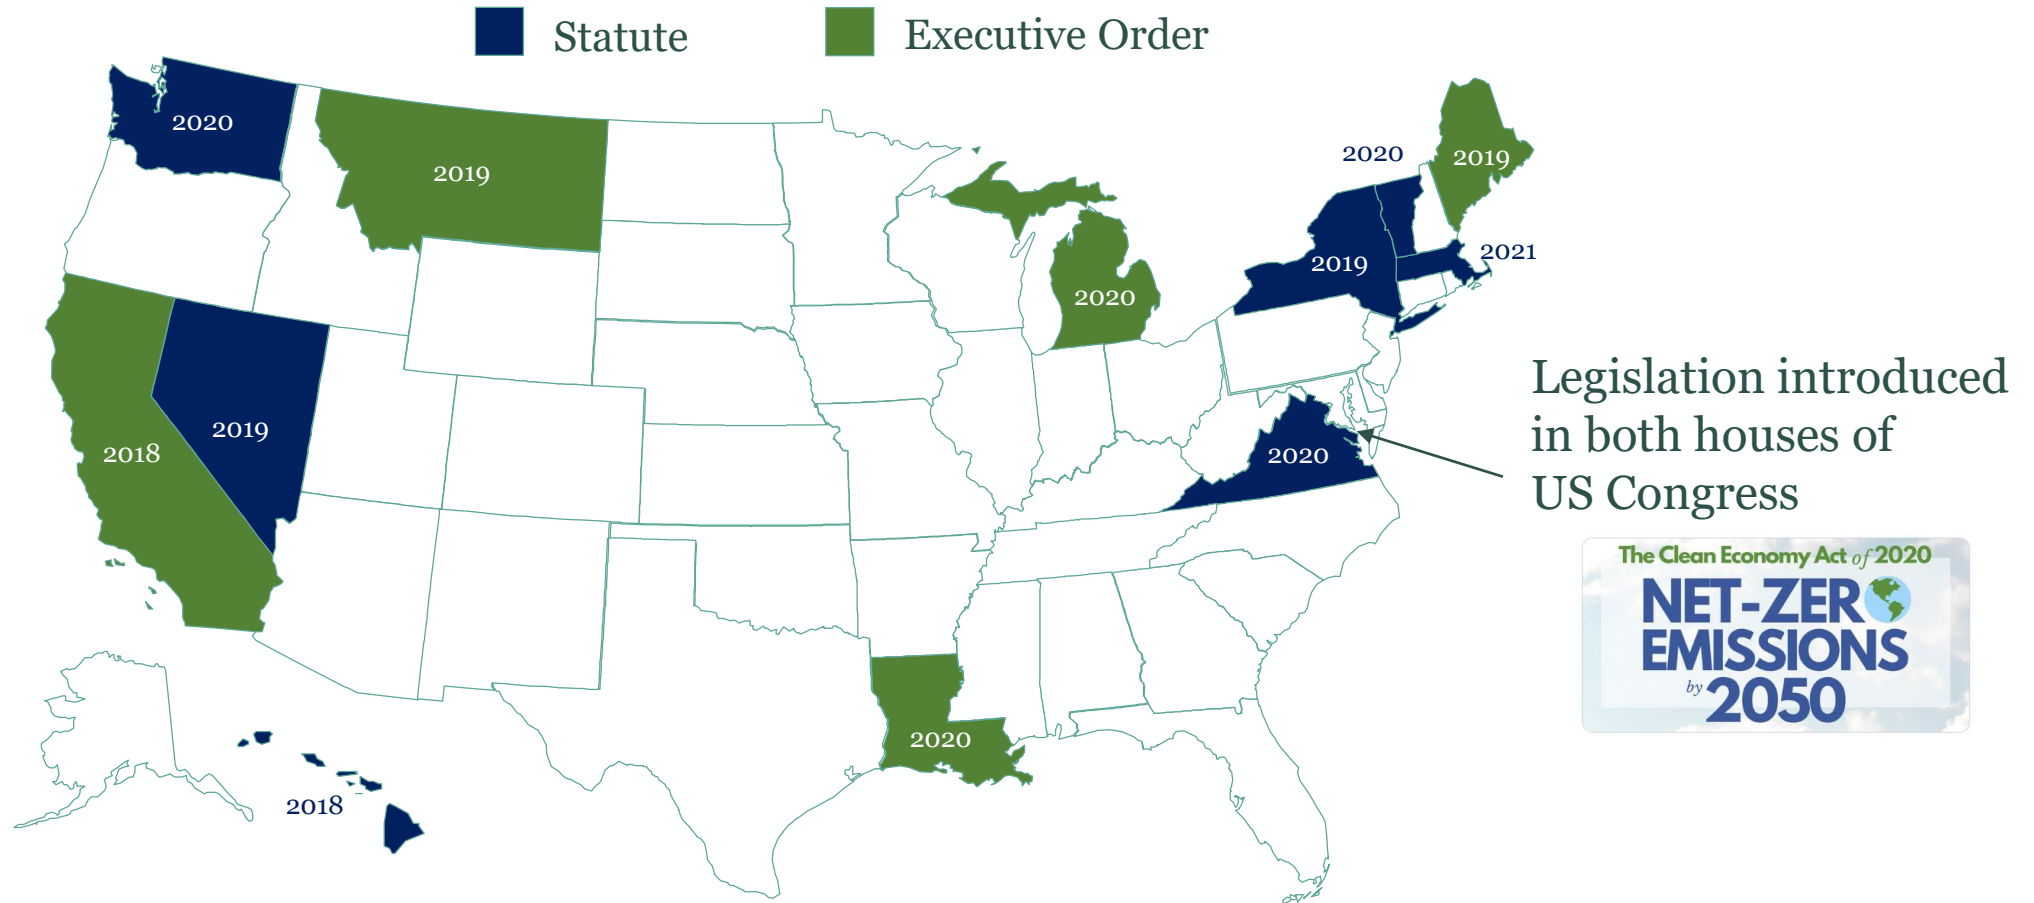 Statute
Executive Order
2020
2019
2020
2019
2019
2021
2020
2018
2019
2020
2020
2018
Legislation introduced
in both houses of
US Congress
The Clean Economy Act of 2020
NET-ZERO
EMISSIONS
by 2050